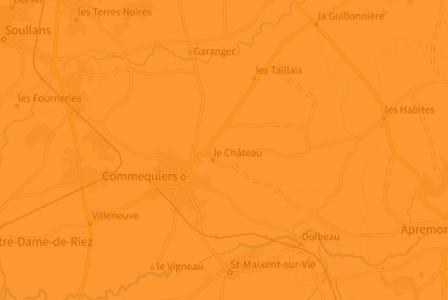 les Terres Noires
la Guillonnière
Soullans
Garanger
les Taillais
les Fourneries
les Habites
le Château
Commequiers
Villeneuve
Apremon
tre-Dame-de-Riez
Dolbeau
le Vigneau
St-Maixent-sur-Vie